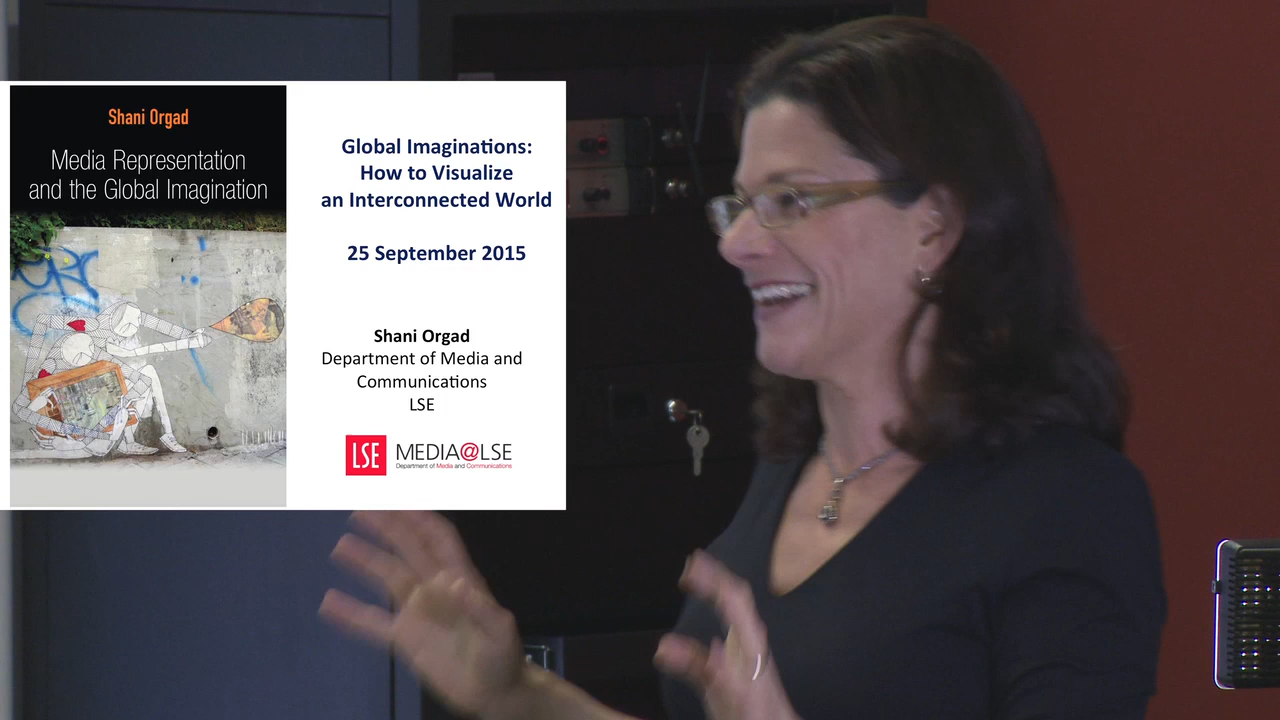 Shani Orgad
Media Representation
and the Global Imagination
Global Imaginations:
How to Visualize
an Interconnected World
25 September 2015
Shani Orgad
Department of Media and
Communications
LSE
LSE
MEDIA@LSE
Department of Media and Communications